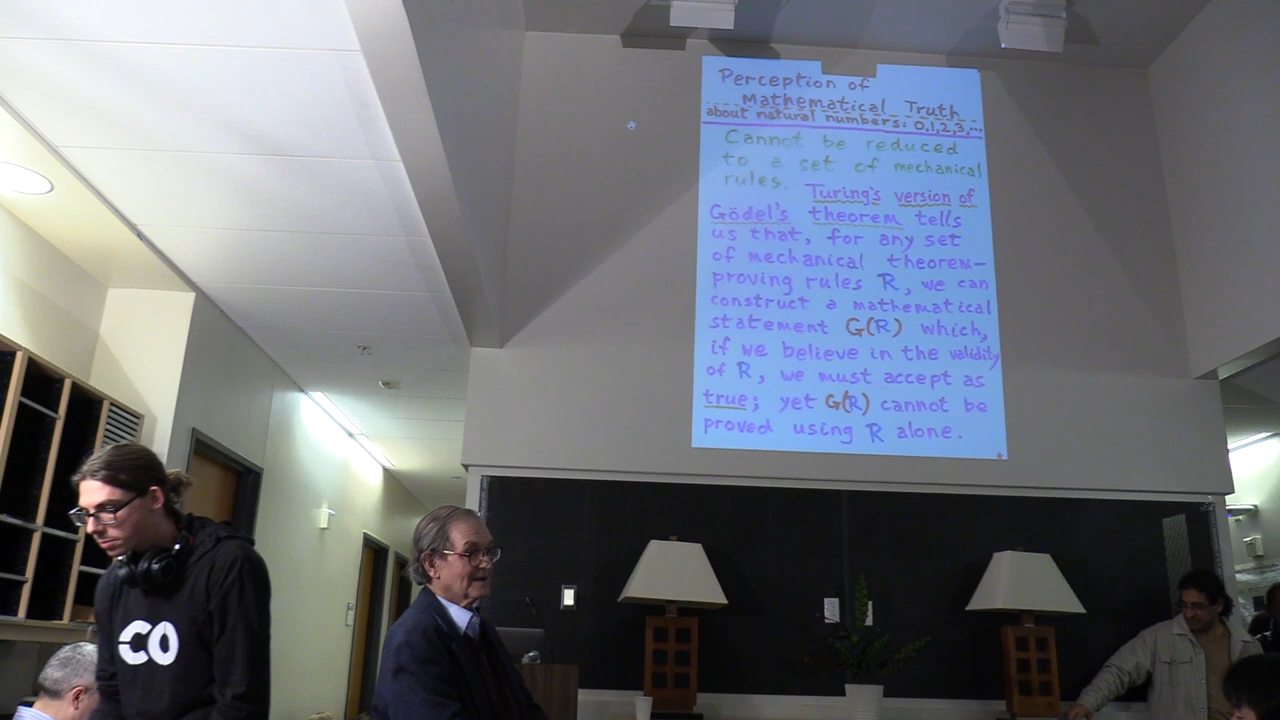 Perception of
Mathematical Truth
about natural numbers: 0,1,2,3,...
Cannot be reduced
to a set of mechanical
rules. Turing's version of
Gödel's theorem tells
us that, for any set
of mechanical theorem-
proving rules R, we can
construct a mathematical
statement G(R) which,
if we believe in the validity
of R, we must accept as
true; yet G(R) cannot be
proved using R alone.
CO